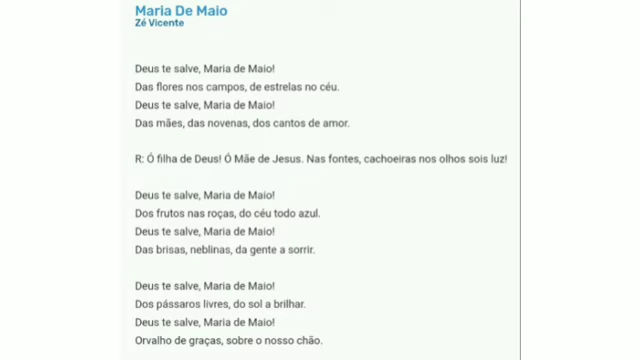 Maria De Maio
Zé Vicente
Deus te salve, Maria de Maio!
Das flores nos campos, de estrelas no céu.
Deus te salve, Maria de Maio!
Das mães, das novenas, dos cantos de amor.
R: Ó filha de Deus! Ó Mãe de Jesus. Nas fontes, cachoeiras nos olhos sois luz!
Deus te salve, Maria de Maio!
Dos frutos nas roças, do céu todo azul.
Deus te salve, Maria de Maio!
Das brisas, neblinas, da gente a sorrir.
Deus te salve, Maria de Maio!
Dos pássaros livres, do sol a brilhar.
Deus te salve, Maria de Maio!
Orvalho de graças, sobre o nosso chão.